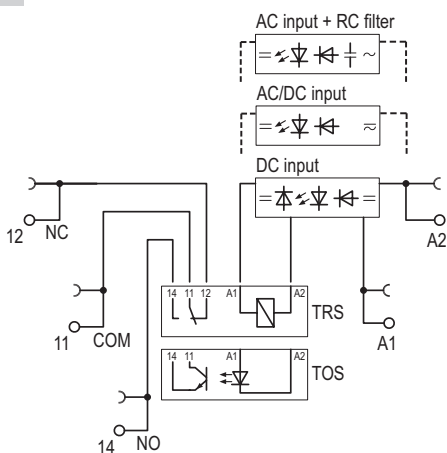 AC input + RC filter
AC/DC input
DC input
12 NC
A2
14 11 12 A1 A2
TRS
11 COM
A1
14 11 A1 A2
TOS
14 NO